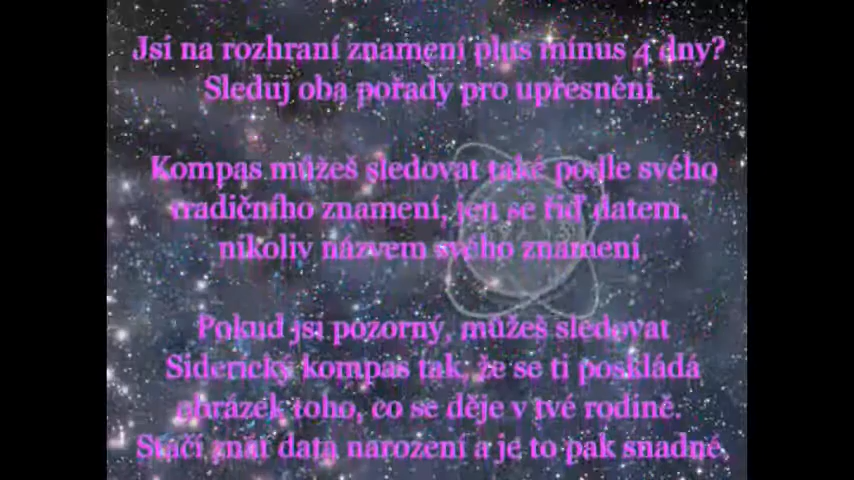 Jsi na rozhraní znamení plus mínus 4 dny?
Sleduj oba pořady pro upřesnění.
Kompas můžeš sledovat také podle svého
tradičního znamení, jen se řiď datem,
nikoliv názvem svého znamení
Pokud jsi pozorný, můžeš sledovat
Siderický kompas tak, že se ti poskládá
obrázek toho, co se děje v tvé rodině.
Stačí znát data narození a je to pak snadné.